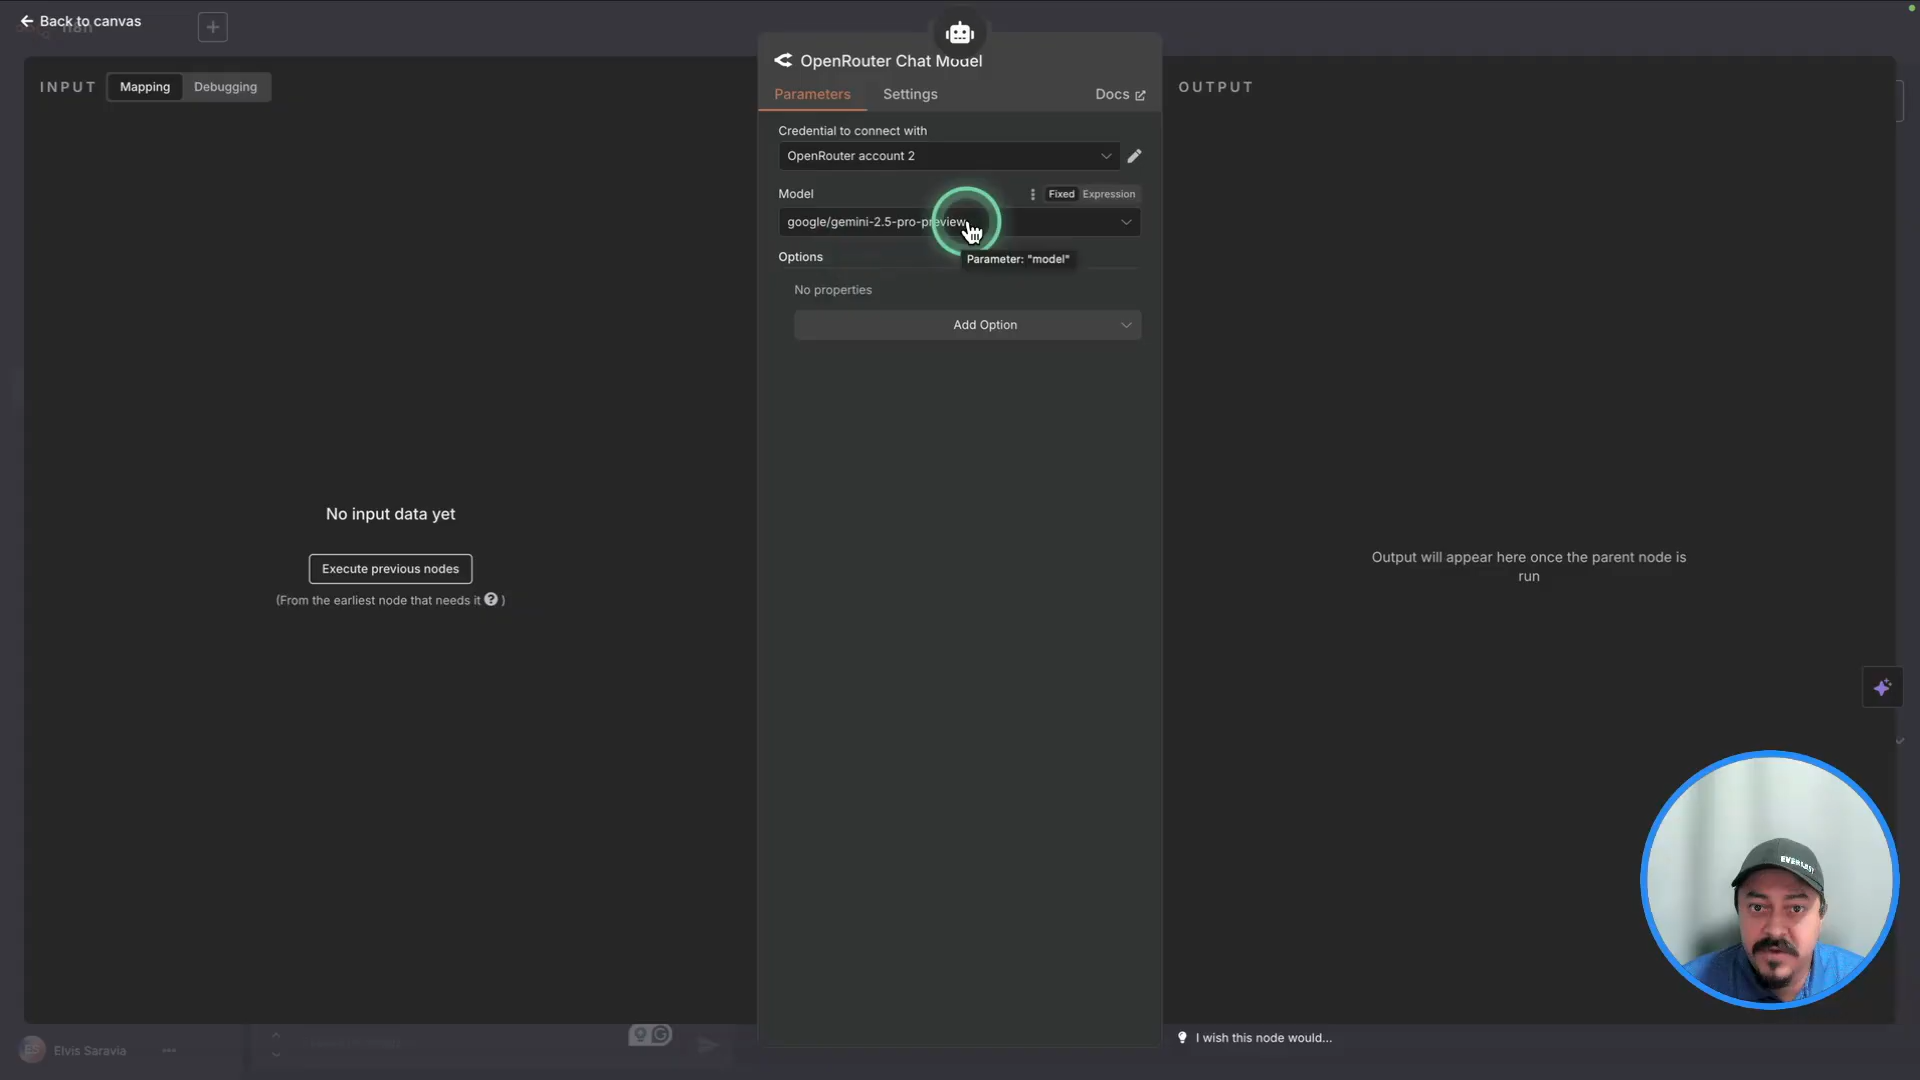 Back to canvas
n8n
OpenRouter Chat Model
INPUT
Mapping
Debugging
Parameters
Settings
Docs
OUTPUT
Credential to connect with
OpenRouter account 2
Model
Fixed
Expression
google/gemini-2.5-pro-preview
Parameter: "model"
Options
No properties
Add Option
No input data yet
Execute previous nodes
(From the earliest node that needs it ? )
Output will appear here once the parent node is
run
EVERLAST
ES
Elvis Saravia
I wish this node would...